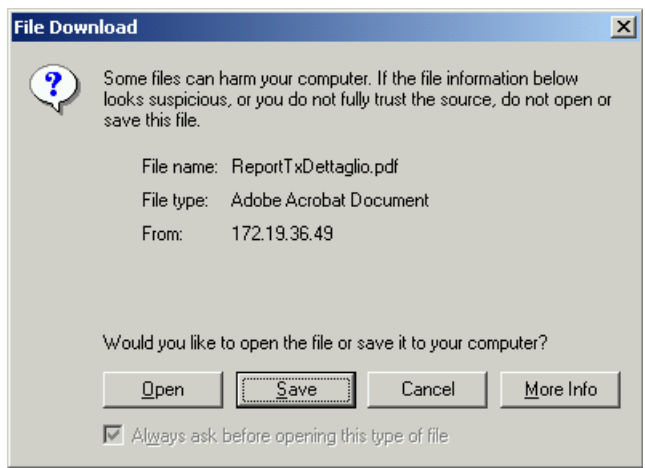 File Download
Some files can harm your computer. If the file information below
looks suspicious, or you do not fully trust the source, do not open or
save this file.
File name: ReportTxDettaglio.pdf
File type: Adobe Acrobat Document
From: 172.19.36.49
Would you like to open the file or save it to your computer?
Open Save Cancel More Info
Always ask before opening this type of file